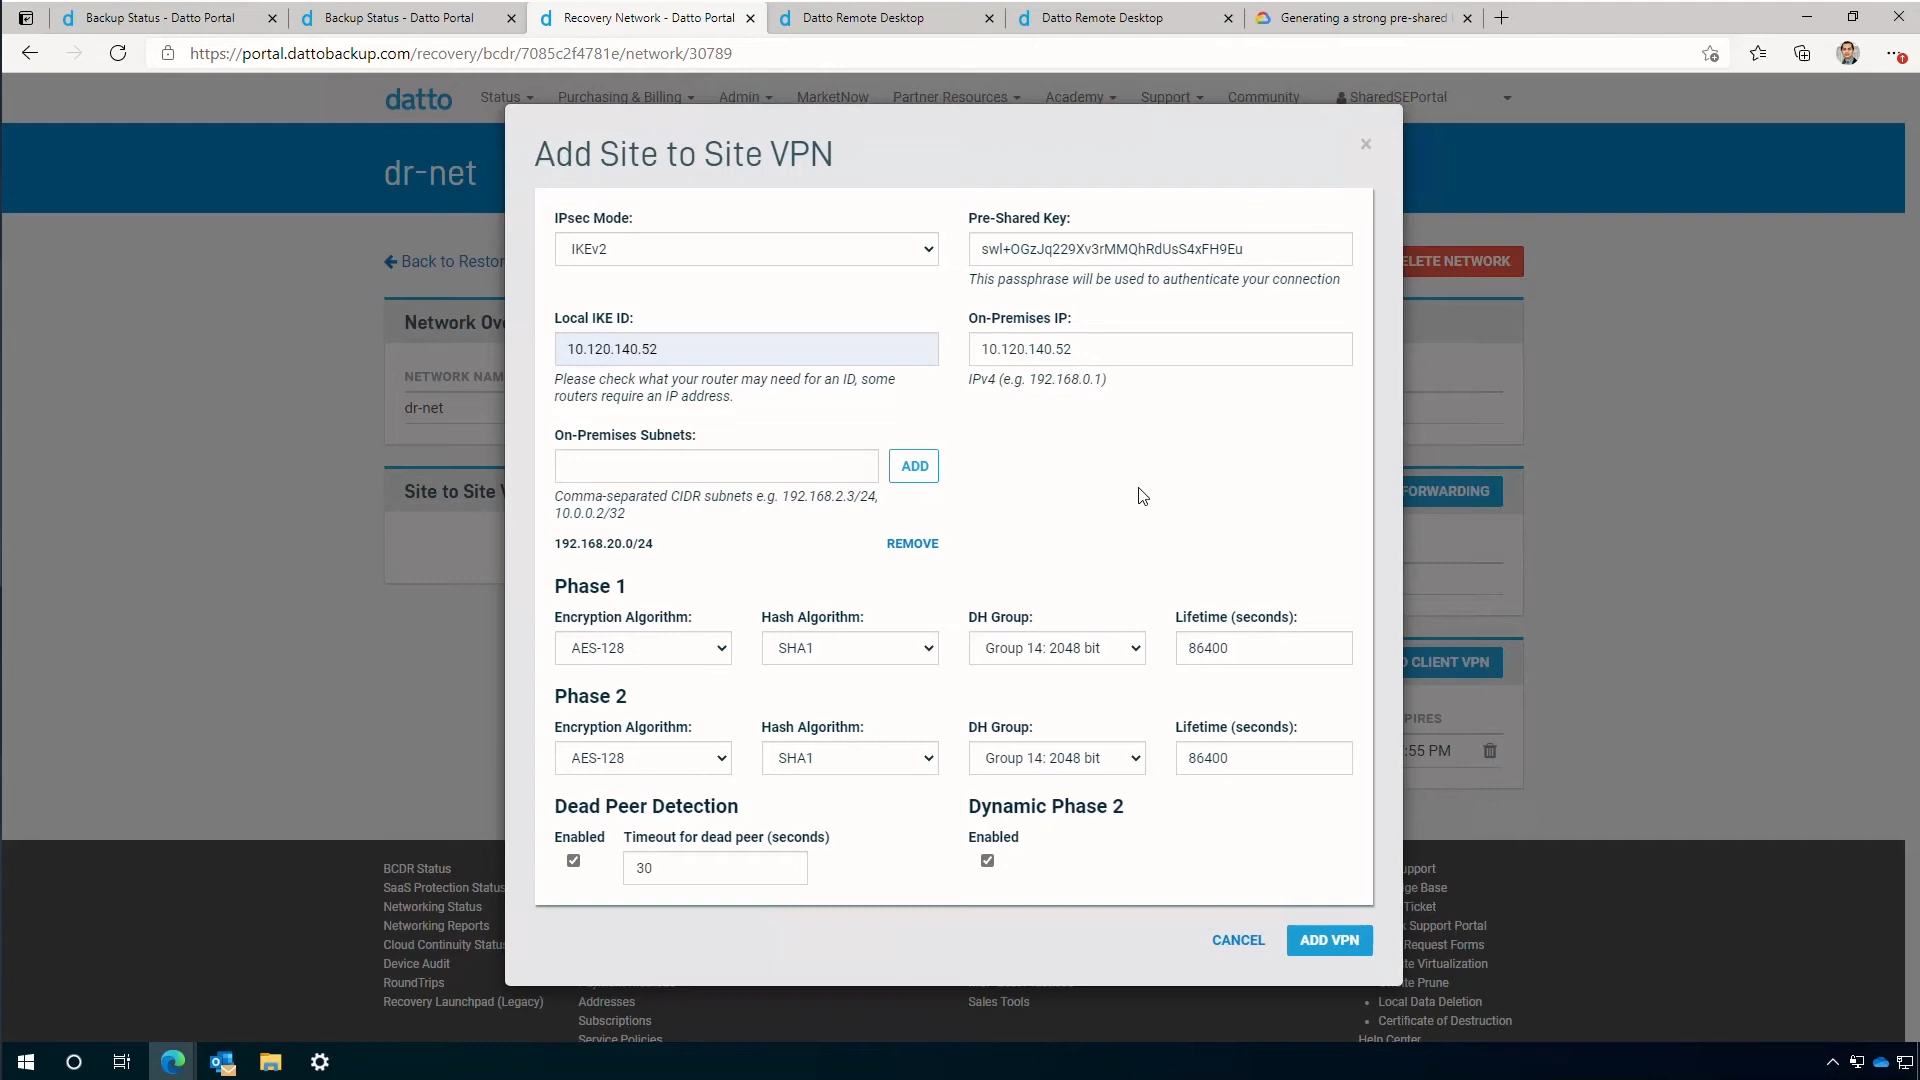 Backup Status - Datto Portal
Backup Status - Datto Portal
Recovery Network - Datto Portal
Datto Remote Desktop
Datto Remote Desktop
Generating a strong pre-shared
https://portal.dattobackup.com/recovery/bcdr/7085c2f4781e/network/30789
datto
Status
Purchasing & Billing
Admin
MarketNow
Partner Resources
Academy
Support
Community
SharedSEPortal
dr-net
Back to Restor
ELETE NETWORK
Network Ov
NETWORK NAM
dr-net
Site to Site V
FORWARDING
CLIENT VPN
PIRES
:55 PM
Add Site to Site VPN
×
IPsec Mode:
IKEv2
Pre-Shared Key:
swl+OGzJq229Xv3rMMQhRdUsS4xFH9Eu
This passphrase will be used to authenticate your connection
Local IKE ID:
10.120.140.52
Please check what your router may need for an ID, some
routers require an IP address.
On-Premises IP:
10.120.140.52
IPv4 (e.g. 192.168.0.1)
On-Premises Subnets:
ADD
Comma-separated CIDR subnets e.g. 192.168.2.3/24,
10.0.0.2/32
192.168.20.0/24
REMOVE
Phase 1
Encryption Algorithm:
AES-128
Hash Algorithm:
SHA1
DH Group:
Group 14: 2048 bit
Lifetime (seconds):
86400
Phase 2
Encryption Algorithm:
AES-128
Hash Algorithm:
SHA1
DH Group:
Group 14: 2048 bit
Lifetime (seconds):
86400
Dead Peer Detection
Enabled
Timeout for dead peer (seconds)
30
Dynamic Phase 2
Enabled
CANCEL
ADD VPN
BCDR Status
SaaS Protection Status
Networking Status
Networking Reports
Cloud Continuity Statu
Device Audit
RoundTrips
Recovery Launchpad (Legacy)
Addresses
Subscriptions
Service Policies
Sales Tools
upport
ge Base
Ticket
Support Portal
Request Forms
te Virtualization
Prune
Local Data Deletion
Certificate of Destruction
Help Center